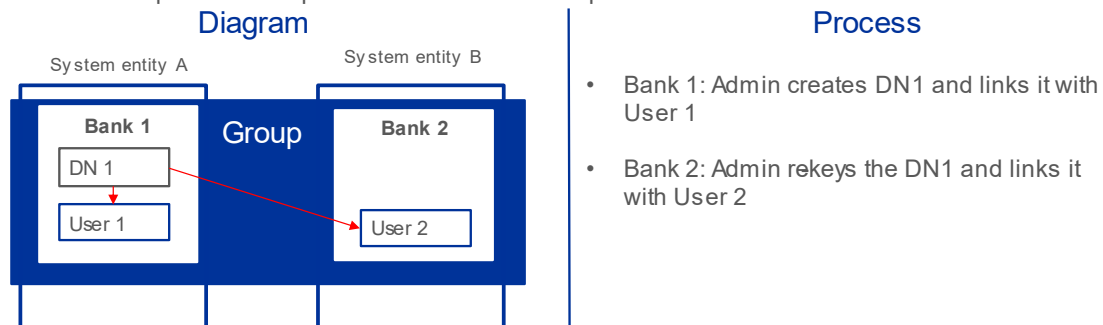 Diagram
Process
System entity A
System entity B
Bank 1
Group
Bank 2
DN 1
User 1
User 2
• Bank 1: Admin creates DN1 and links it with
User 1
• Bank 2: Admin re-keys the DN1 and links it
with User 2